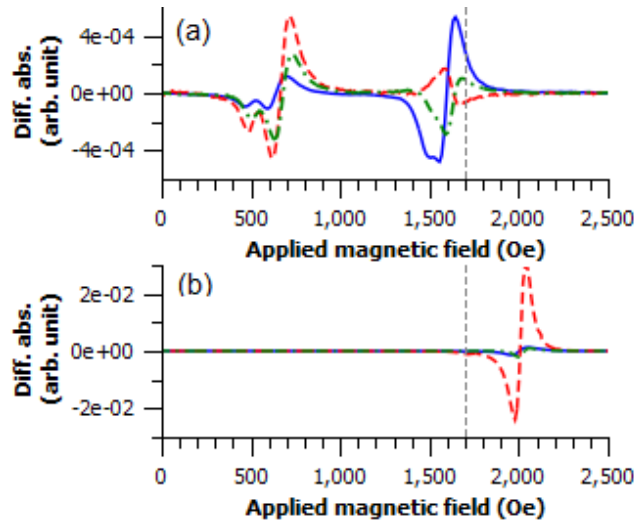 (a)
Diff. abs.
(arb. unit)
4e-04
0e+00
-4e-04
0 500 1,000 1,500 2,000 2,500
Applied magnetic field (Oe)
(b)
Diff. abs.
(arb. unit)
2e-02
0e+00
-2e-02
0 500 1,000 1,500 2,000 2,500
Applied magnetic field (Oe)